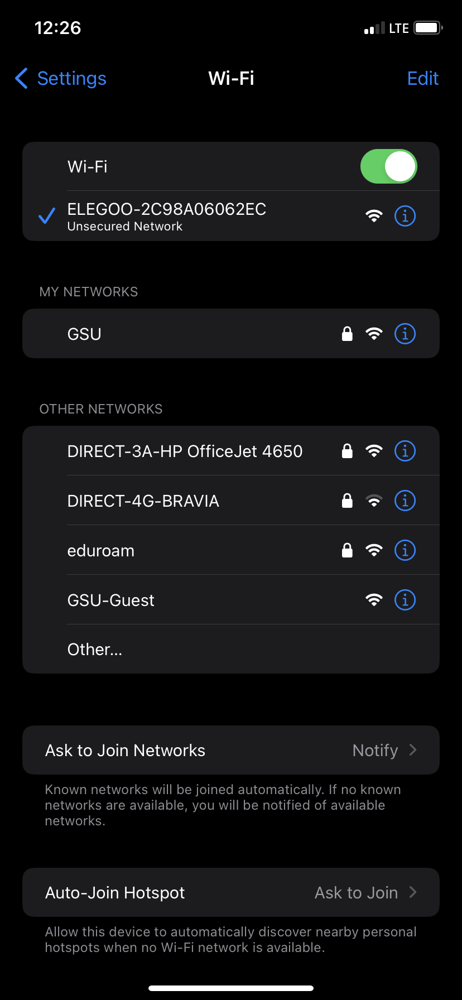 12:26
LTE
Settings
Wi-Fi
Edit
Wi-Fi
ELEGOO-2C98A06062EC
Unsecured Network
MY NETWORKS
GSU
OTHER NETWORKS
DIRECT-3A-HP OfficeJet 4650
DIRECT-4G-BRAVIA
eduroam
GSU-Guest
Other...
Ask to Join Networks Notify
Known networks will be joined automatically. If no known
networks are available, you will be notified of available
networks.
Auto-Join Hotspot Ask to Join
Allow this device to automatically discover nearby personal
hotspots when no Wi-Fi network is available.